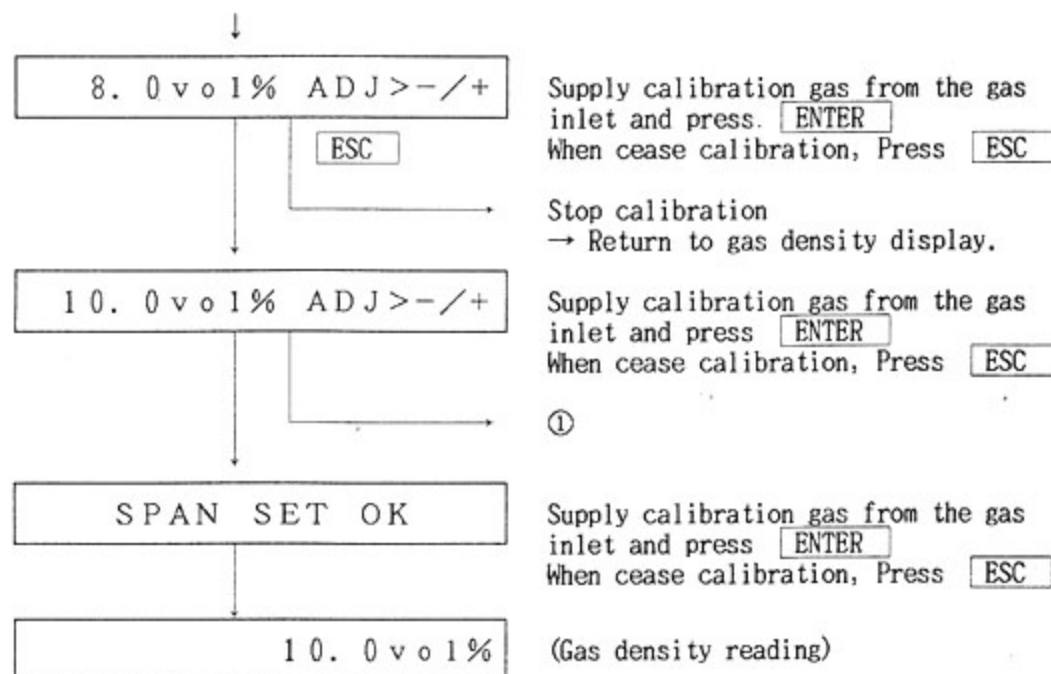 8. 0vol% ADJ>-/+
Supply calibration gas from the gas
inlet and press. ENTER
When cease calibration, Press ESC
ESC
Stop calibration
→ Return to gas density display.
10. 0vol% ADJ>-/+
Supply calibration gas from the gas
inlet and press ENTER
When cease calibration, Press ESC
①
SPAN SET OK
Supply calibration gas from the gas
inlet and press ENTER
When cease calibration, Press ESC
10. 0vol%
(Gas density reading)